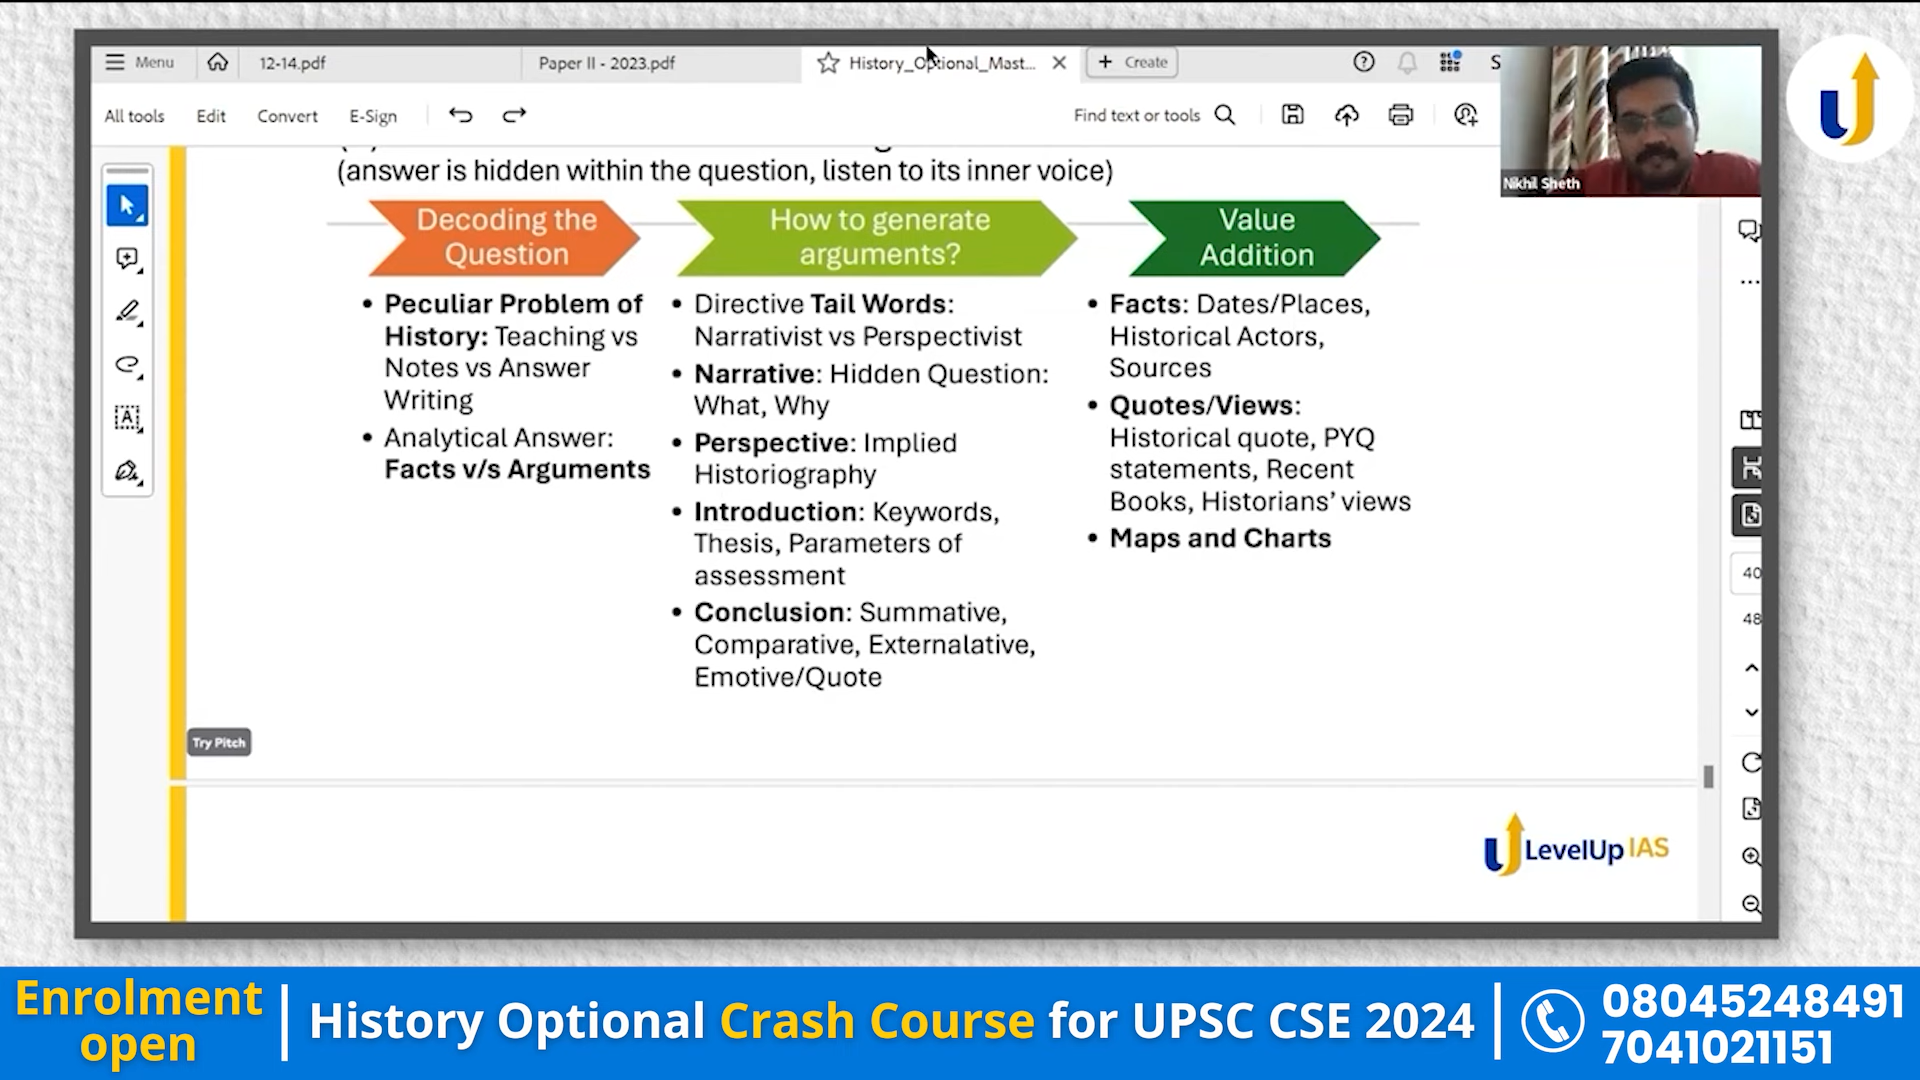 Menu
12-14.pdf
Paper II - 2023.pdf
History_Optional_Mast...
Create
S
All tools
Edit
Convert
E-Sign
Find text or tools
Nikhil Sheth
(answer is hidden within the question, listen to its inner voice)
Decoding the
Question
• Peculiar Problem of
History: Teaching vs
Notes vs Answer
Writing
• Analytical Answer:
Facts v/s Arguments
How to generate
arguments?
• Directive Tail Words:
Narrativist vs Perspectivist
• Narrative: Hidden Question:
What, Why
• Perspective: Implied
Historiography
• Introduction: Keywords,
Thesis, Parameters of
assessment
• Conclusion: Summative,
Comparative, Externalative,
Emotive/Quote
Value
Addition
• Facts: Dates/Places,
Historical Actors,
Sources
• Quotes/Views:
Historical quote, PYQ
statements, Recent
Books, Historians’ views
• Maps and Charts
40
48
Try Pitch
LevelUp IAS
Enrolment
open
History Optional Crash Course for UPSC CSE 2024
08045248491
7041021151